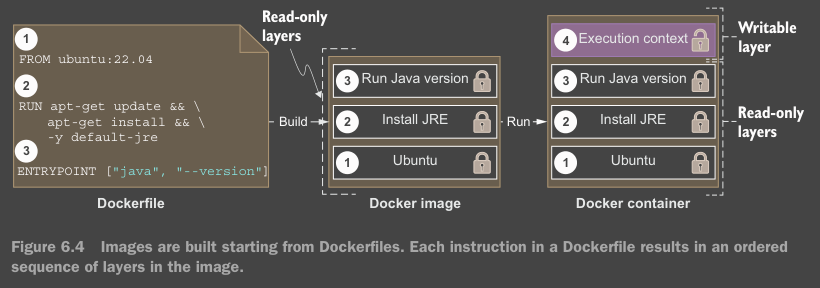 Read-only
layers
1
FROM ubuntu:22.04
2
RUN apt-get update && \
apt-get install && \
-y default-jre
3
ENTRYPOINT ["java", "--version"]
Dockerfile
Build
3 Run Java version
2 Install JRE
1 Ubuntu
Docker image
Run
4 Execution context
3 Run Java version
2 Install JRE
1 Ubuntu
Docker container
Writable
layer
Read-only
layers
Figure 6.4 Images are built starting from Dockerfiles. Each instruction in a Dockerfile results in an ordered
sequence of layers in the image.